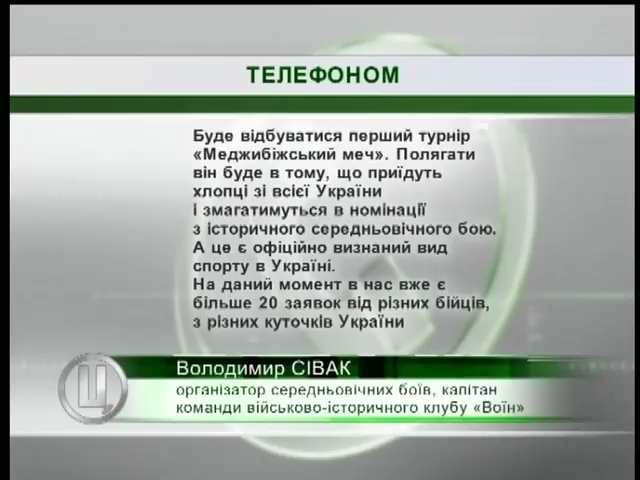 ТЕЛЕФОНОМ
Буде відбуватися перший турнір
«Меджибіжський меч». Полягати
він буде в тому, що приїдуть
хлопці зі всієї України
і змагатимуться в номінації
з історичного середньовічного бою.
А це є офіційно визнаний вид
спорту в Україні.
На даний момент в нас вже є
більше 20 заявок від різних бійців,
з різних куточків України
Володимир СІВАК
організатор середньовічних боїв, капітан
команди військово-історичного клубу «Воїн»